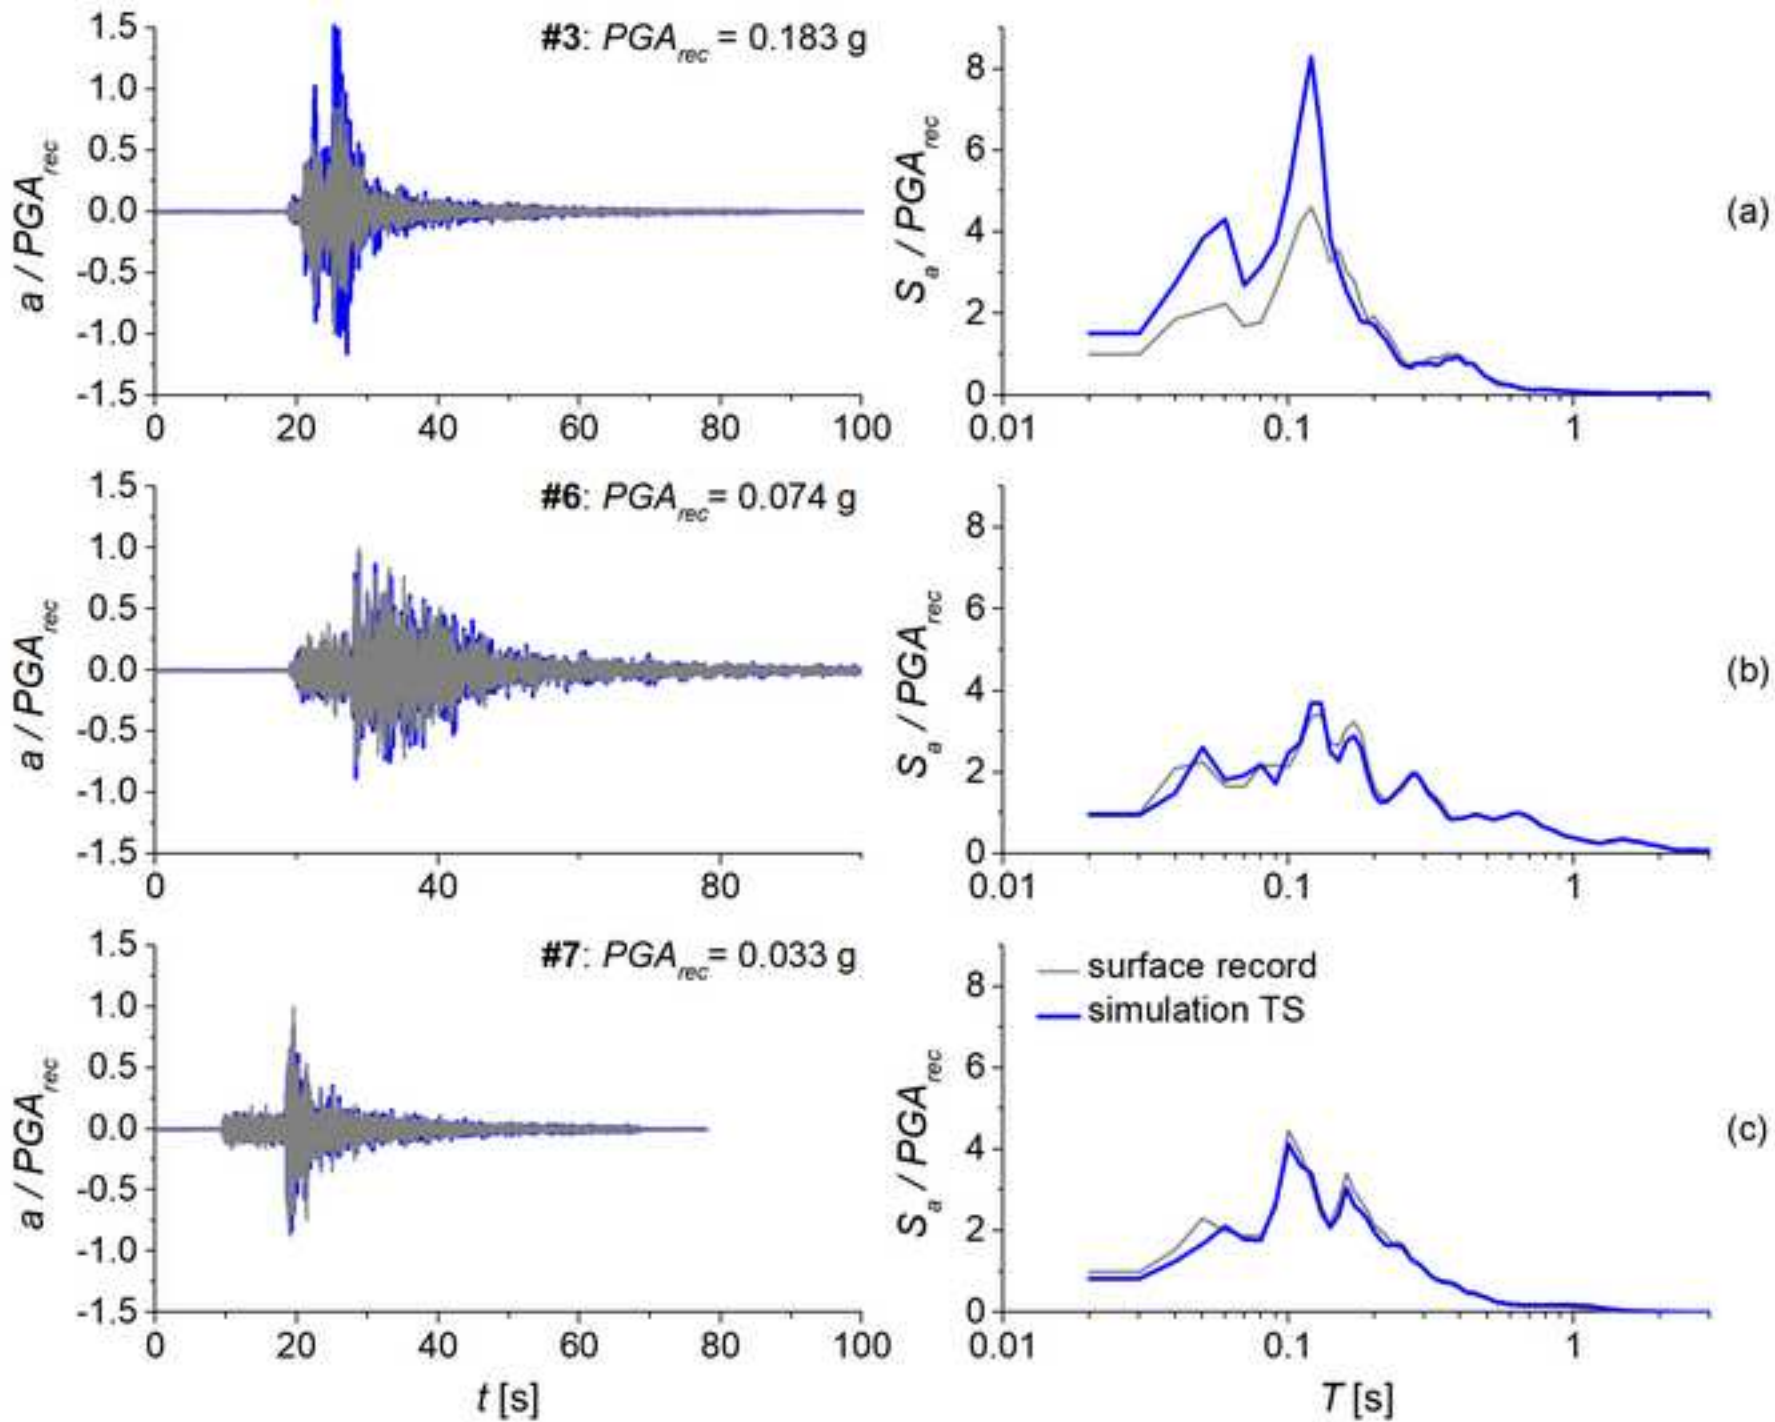 #3: PGArec = 0.183 g
1.5
1.0
0.5
0.0
-0.5
-1.0
-1.5
a / PGArec
0 20 40 60 80 100
8
6
4
2
0
Sa / PGArec
0.01 0.1 1
(a)
#6: PGArec= 0.074 g
1.5
1.0
0.5
0.0
-0.5
-1.0
-1.5
a / PGArec
0 40 80
8
6
4
2
0
Sa / PGArec
0.01 0.1 1
(b)
#7: PGArec= 0.033 g
1.5
1.0
0.5
0.0
-0.5
-1.0
-1.5
a / PGArec
0 20 40 60 80 100
t [s]
surface record
simulation TS
8
6
4
2
0
Sa / PGArec
0.01 0.1 1
T [s]
(c)